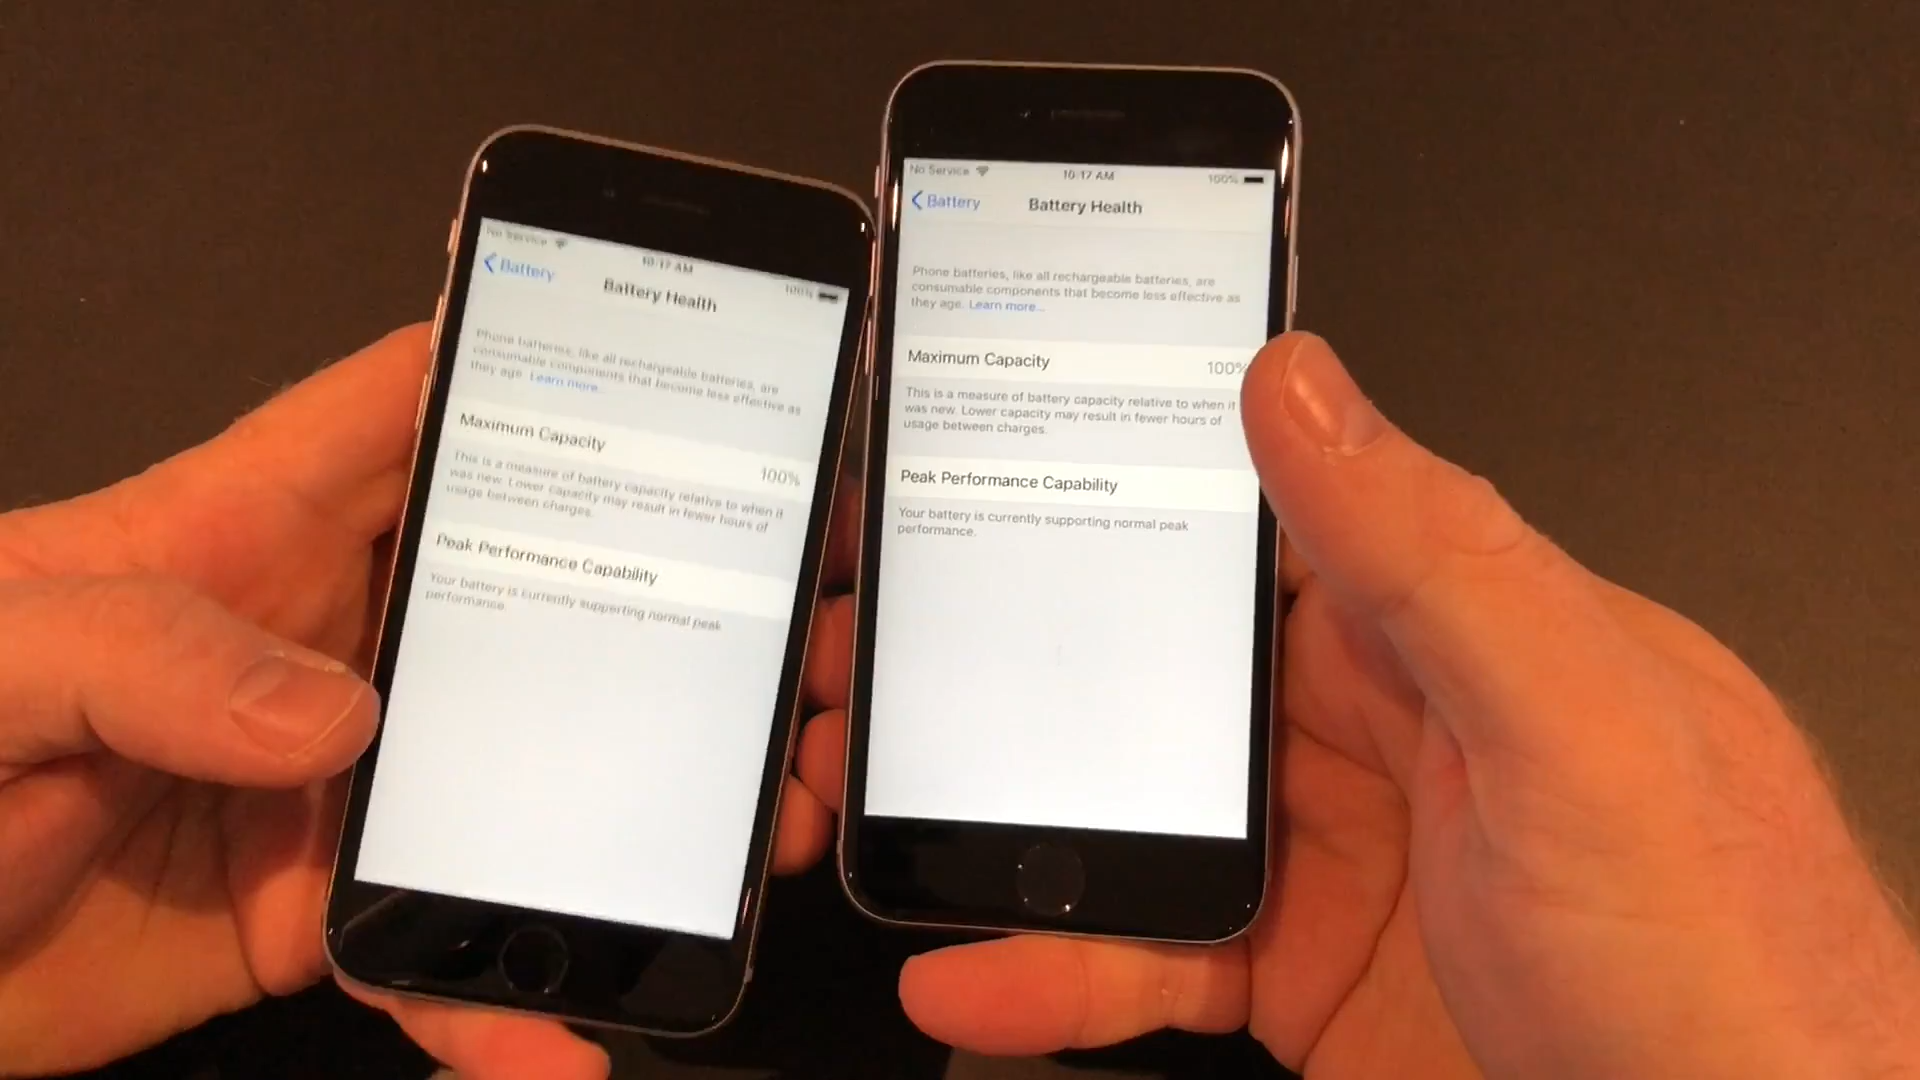 No Service
10:17 AM
100%
Battery
Battery Health
Phone batteries, like all rechargeable batteries, are
consumable components that become less effective as
they age. Learn more...
Maximum Capacity
100%
This is a measure of battery capacity relative to when it
was new. Lower capacity may result in fewer hours of
usage between charges.
Peak Performance Capability
Your battery is currently supporting normal peak
performance.
No Service
10:17 AM
100%
Battery
Battery Health
Phone batteries, like all rechargeable batteries, are
consumable components that become less effective as
they age. Learn more...
Maximum Capacity
100%
This is a measure of battery capacity relative to when it
was new. Lower capacity may result in fewer hours of
usage between charges.
Peak Performance Capability
Your battery is currently supporting normal peak
performance.